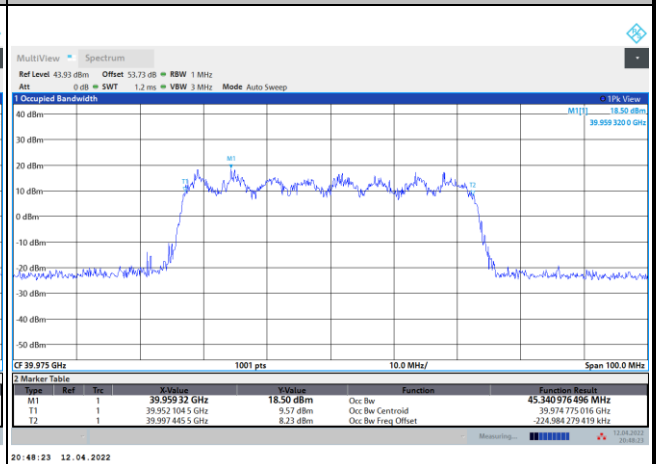 MultiView Spectrum
Ref Level 43.93 dBm Offset 53.73 dB RBW 1 MHz
Att 0 dB SWT 1.2 ms VBW 3 MHz Mode Auto Sweep
1 Occupied Bandwidth 1Pk View
M1[1] 18.50 dBm
39.959 320 0 GHz
40 dBm
30 dBm
20 dBm
10 dBm
0 dBm
-10 dBm
-20 dBm
-30 dBm
-40 dBm
-50 dBm
M1
T1
T2
CF 39.975 GHz 1001 pts 10.0 MHz/ Span 100.0 MHz
2 Marker Table
Type Ref Trc X-Value Y-Value Function Function Result
M1 1 39.959 32 GHz 18.50 dBm Occ Bw 45.340 976 496 MHz
T1 1 39.952 104 5 GHz 9.57 dBm Occ Bw Centroid 39.974 775 016 GHz
T2 1 39.997 445 5 GHz 8.23 dBm Occ Bw Freq Offset -224.984 279 419 kHz
Measuring... 12.04.2022
20:48:23
20:48:23 12.04.2022